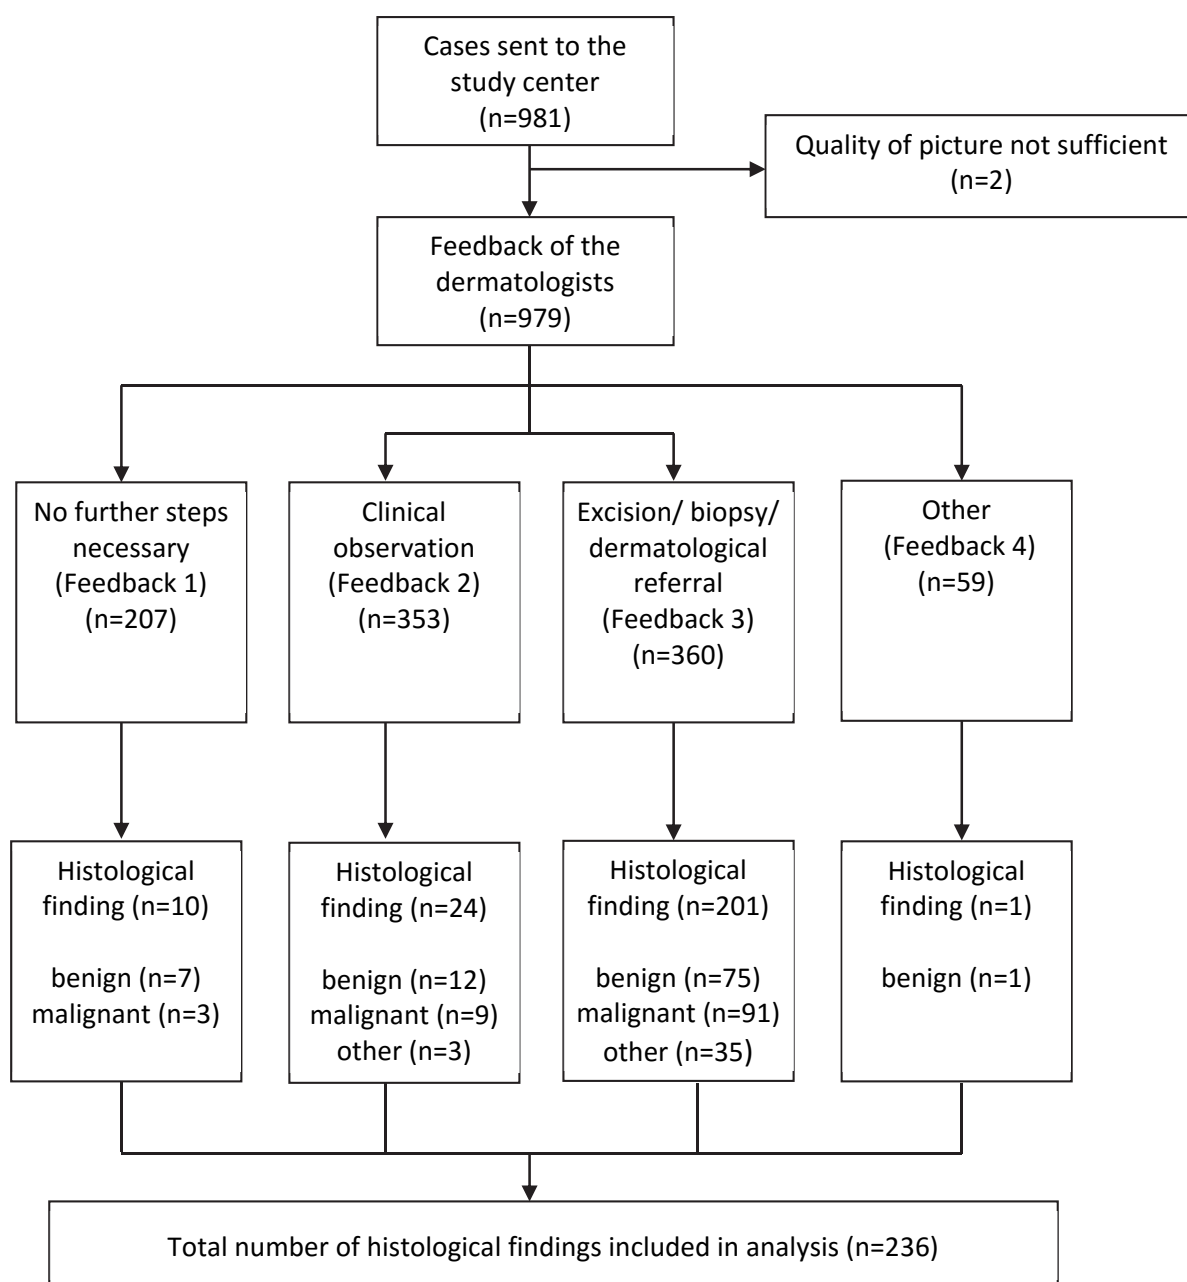 Cases sent to the
study center
(n=981)
Quality of picture not sufficient
(n=2)
Feedback of the
dermatologists
(n=979)
No further steps
necessary
(Feedback 1)
(n=207)
Clinical
observation
(Feedback 2)
(n=353)
Excision/ biopsy/
dermatological
referral
(Feedback 3)
(n=360)
Other
(Feedback 4)
(n=59)
Histological
finding (n=10)
benign (n=7)
malignant (n=3)
Histological
finding (n=24)
benign (n=12)
malignant (n=9)
other (n=3)
Histological
finding (n=201)
benign (n=75)
malignant (n=91)
other (n=35)
Histological
finding (n=1)
benign (n=1)
Total number of histological findings included in analysis (n=236)